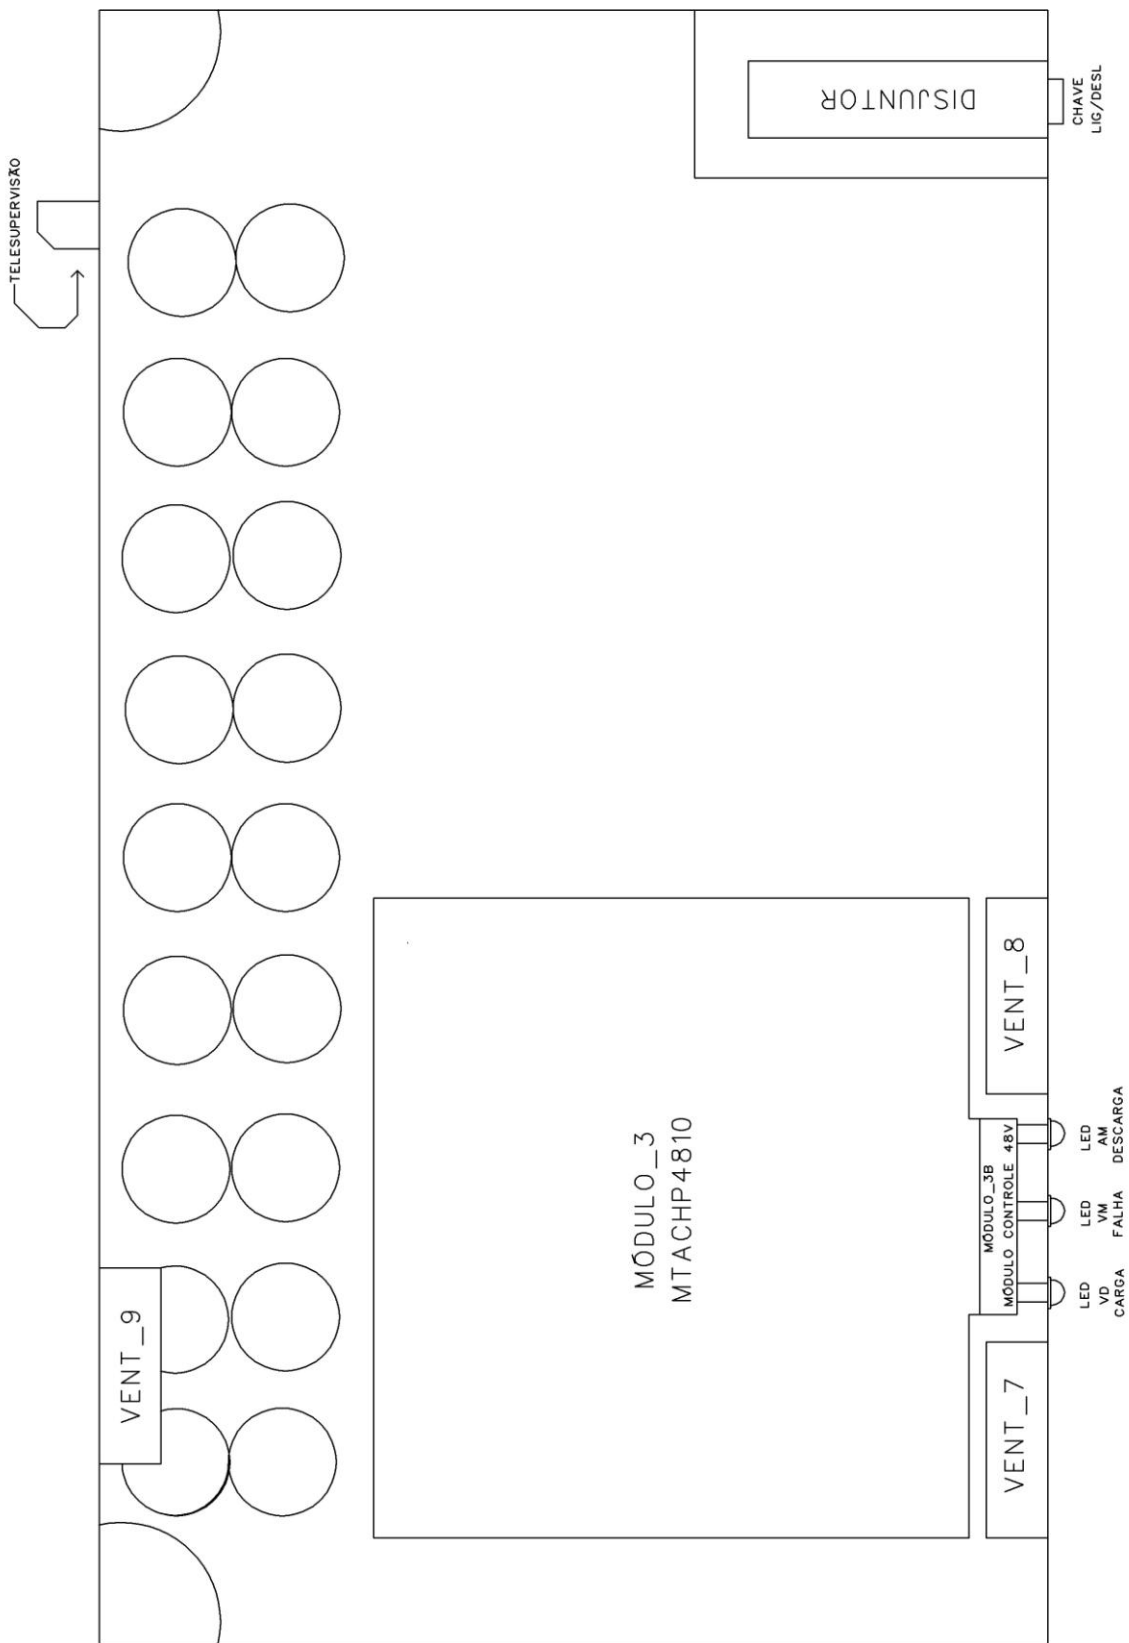 TELESUPERVISÃO
DISJUNTOR
CHAVE
LIG/DESL
VENT_9
MÓDULO_3
MTACHP4810
VENT_8
MÓDULO_3B
MÓDULO CONTROLE 48V
VENT_7
LED
AM
DESCARGA
LED
VM
FALHA
LED
VD
CARGA